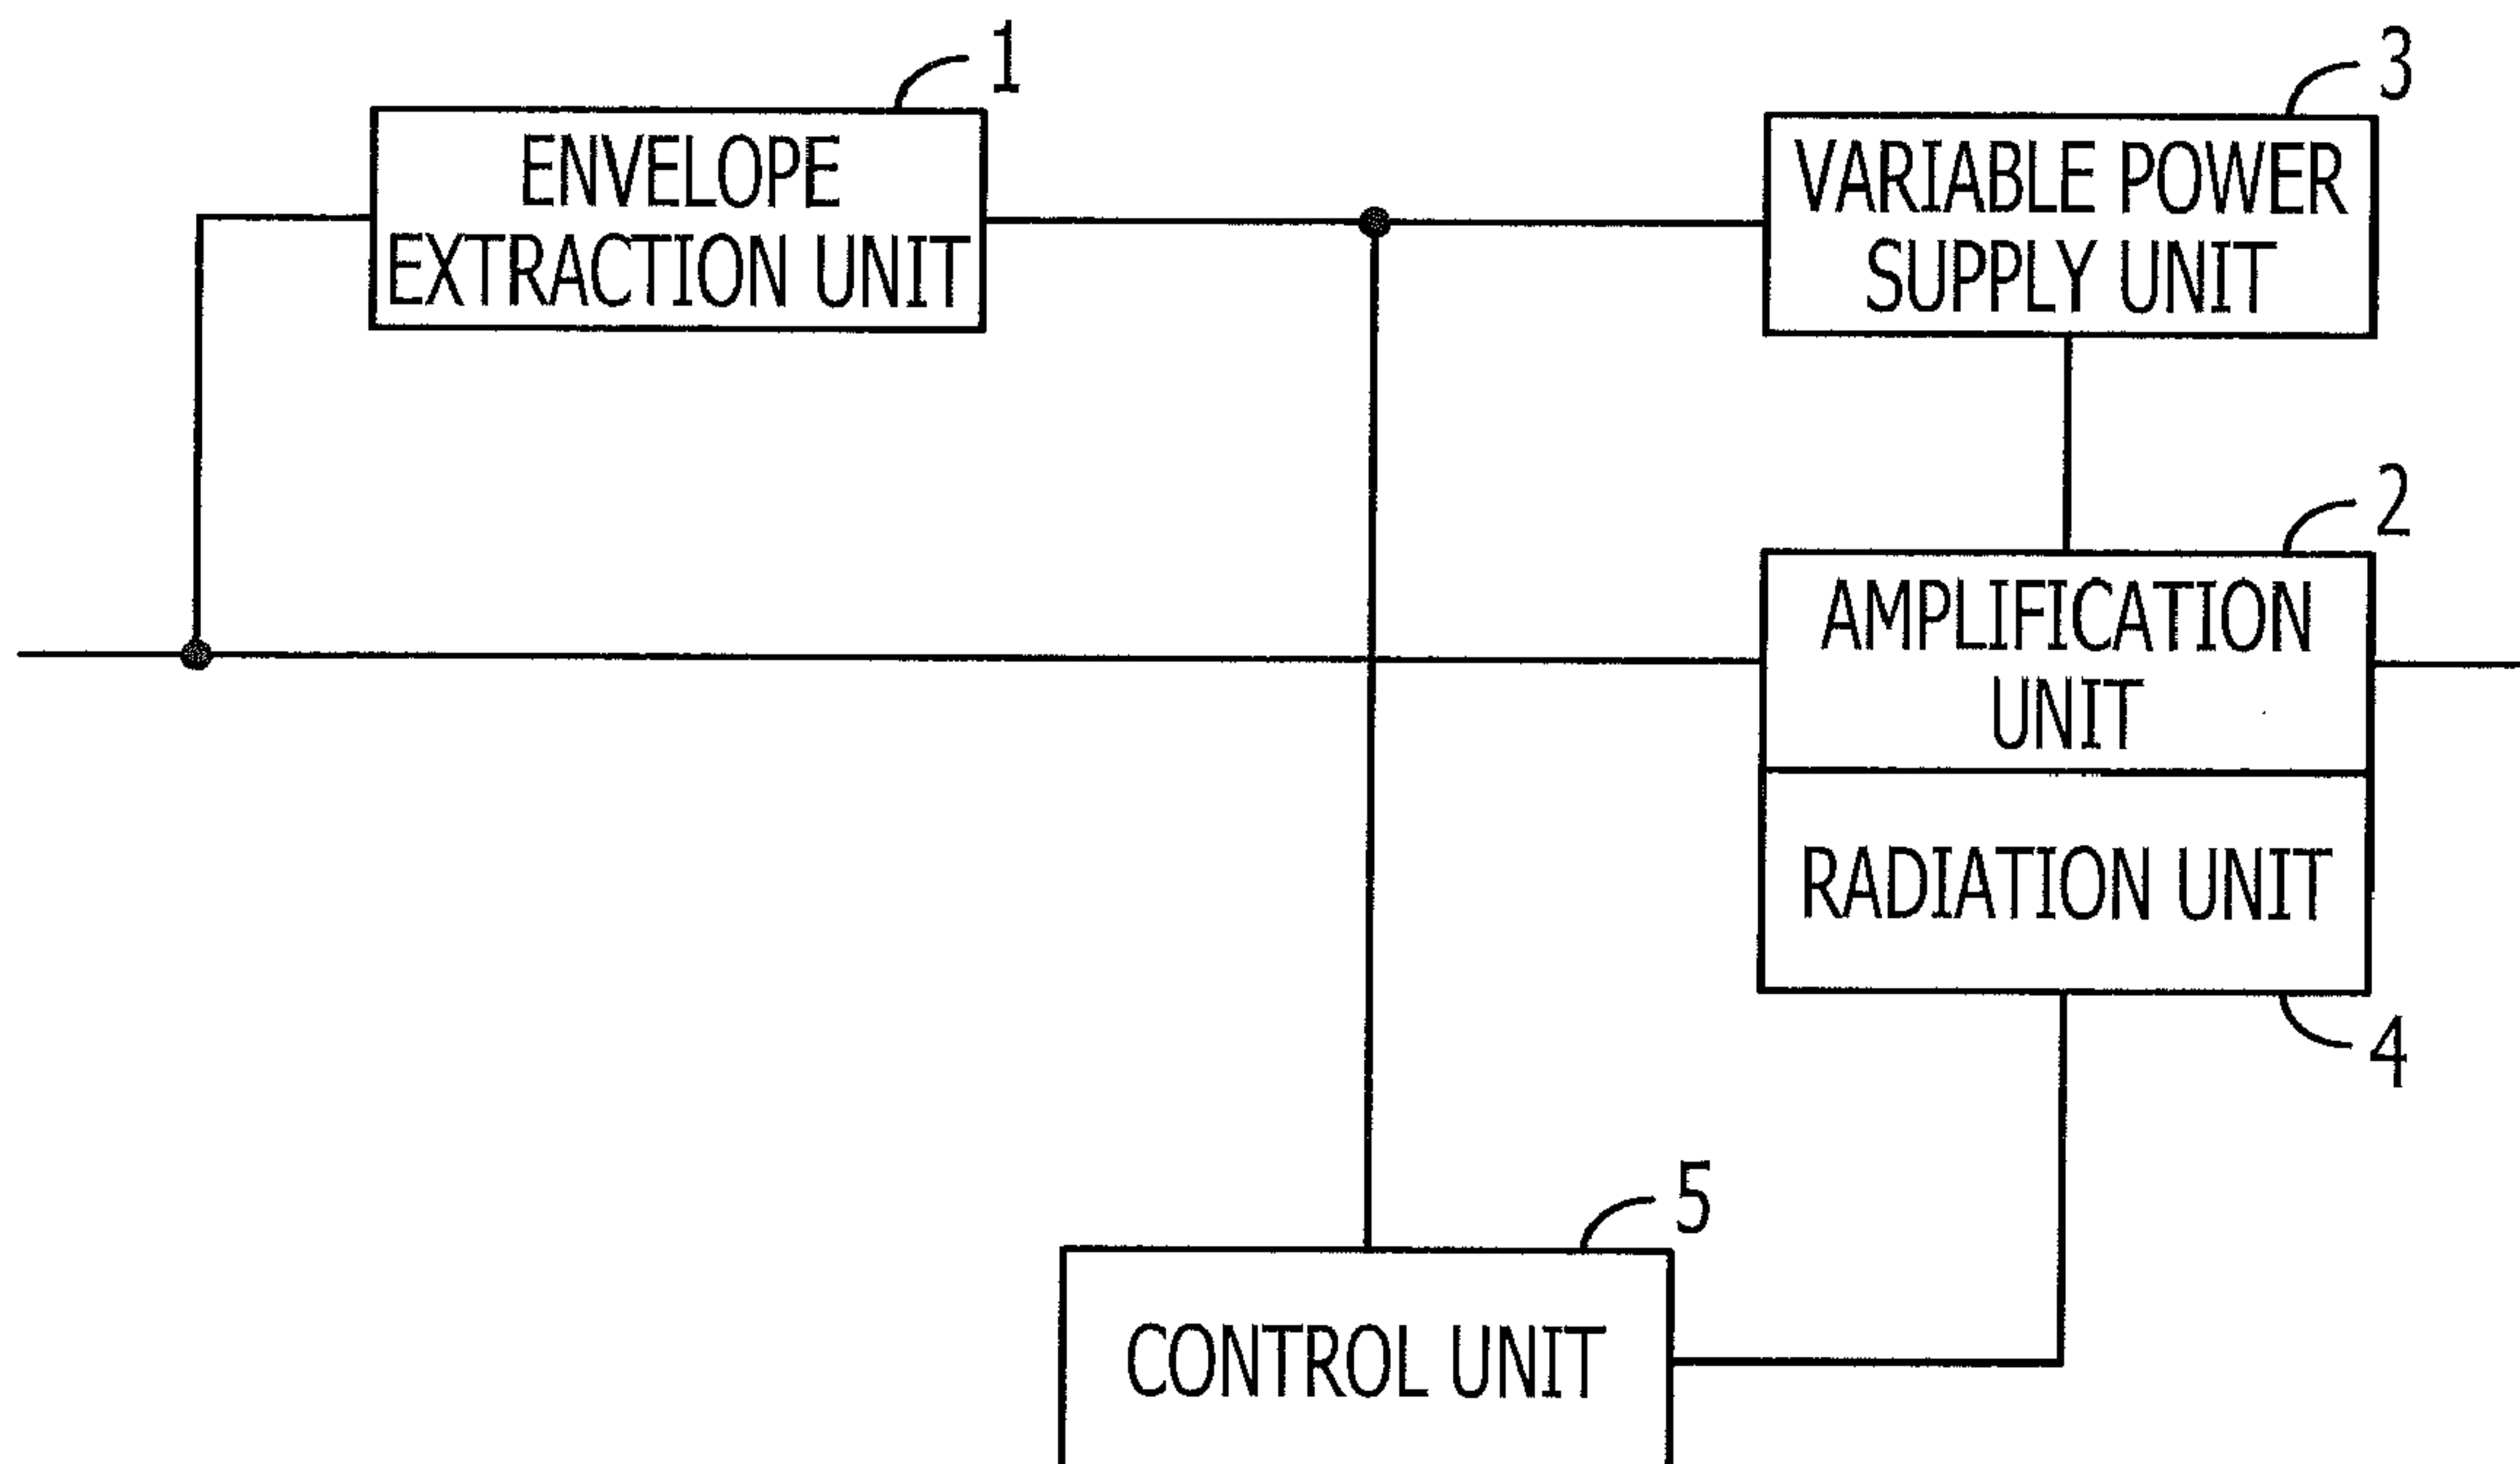 1
ENVELOPE
EXTRACTION UNIT
3
VARIABLE POWER
SUPPLY UNIT
2
AMPLIFICATION
UNIT
RADIATION UNIT
4
5
CONTROL UNIT